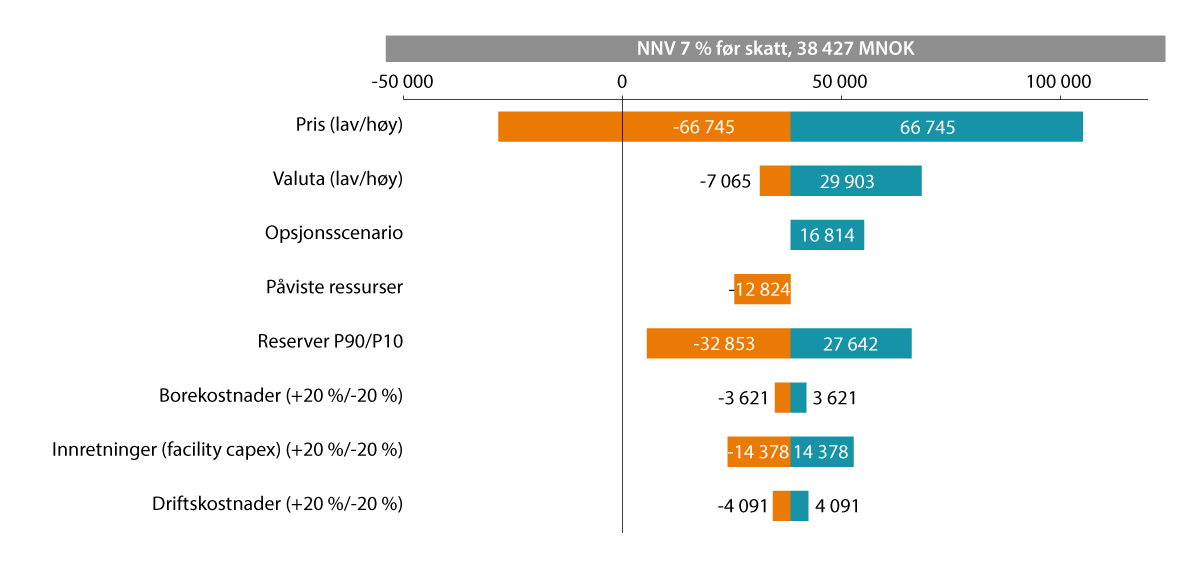 NNV 7 % før skatt, 38 427 MNOK
-50 000 0 50 000 100 000
Pris (lav/høy) -66 745 66 745
Valuta (lav/høy) -7 065 29 903
Opsjonsscenario 16 814
Påviste ressurser -12 824
Reserver P90/P10 -32 853 27 642
Borekostnader (+20 %/-20 %) -3 621 3 621
Innretninger (facility capex) (+20 %/-20 %) -14 378 14 378
Driftskostnader (+20 %/-20 %) -4 091 4 091